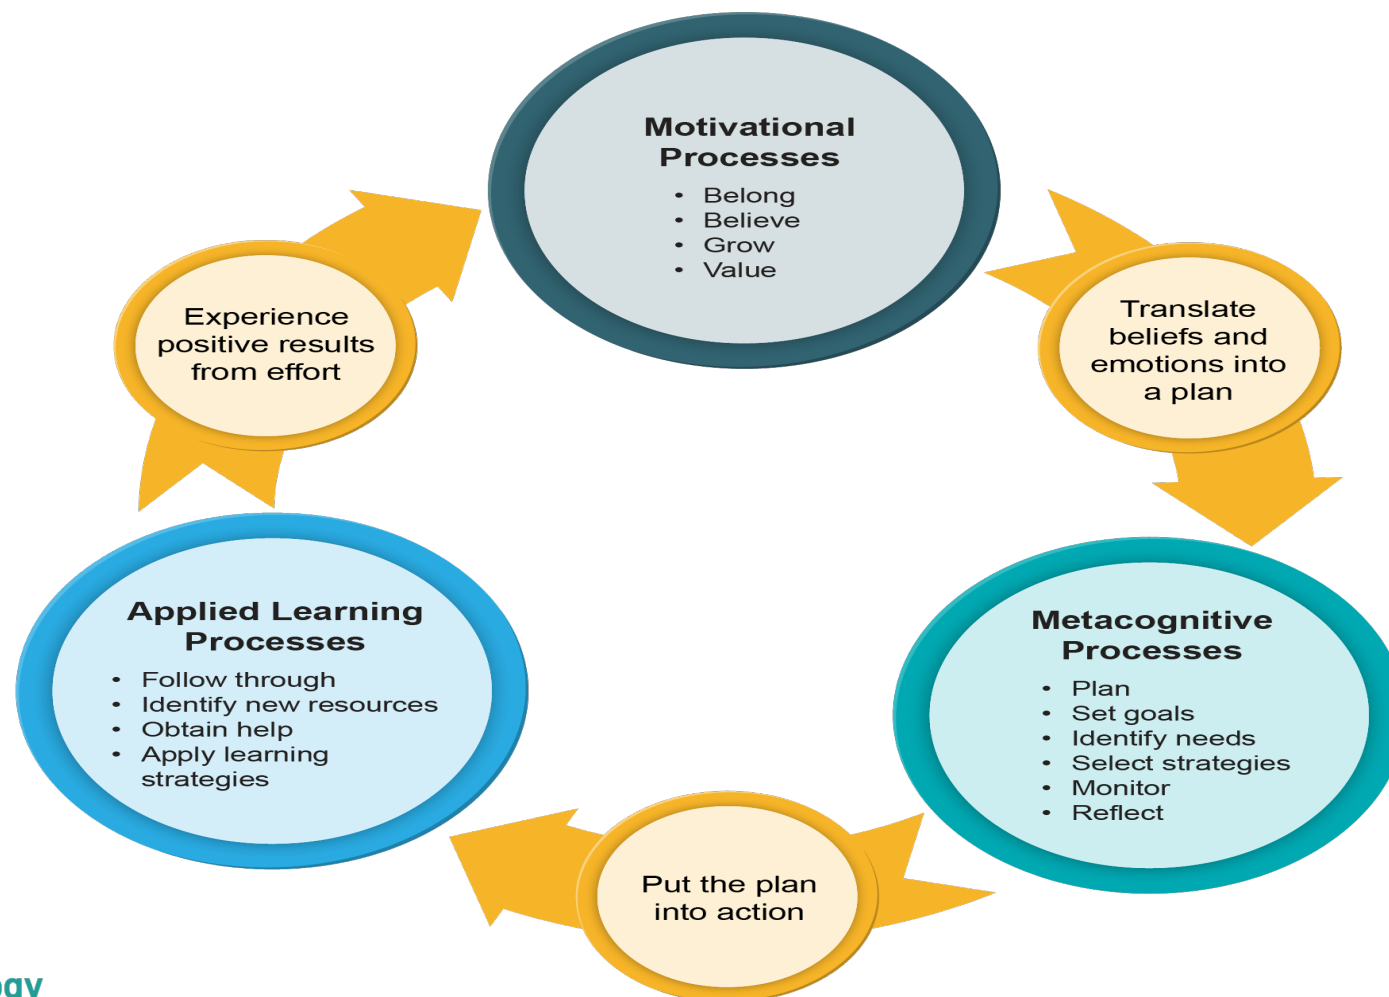 Motivational
Processes
• Belong
• Believe
• Grow
• Value
Translate
beliefs and
emotions into
a plan
Metacognitive
Processes
• Plan
• Set goals
• Identify needs
• Select strategies
• Monitor
• Reflect
Put the plan
into action
Applied Learning
Processes
• Follow through
• Identify new resources
• Obtain help
• Apply learning
strategies
Experience
positive results
from effort